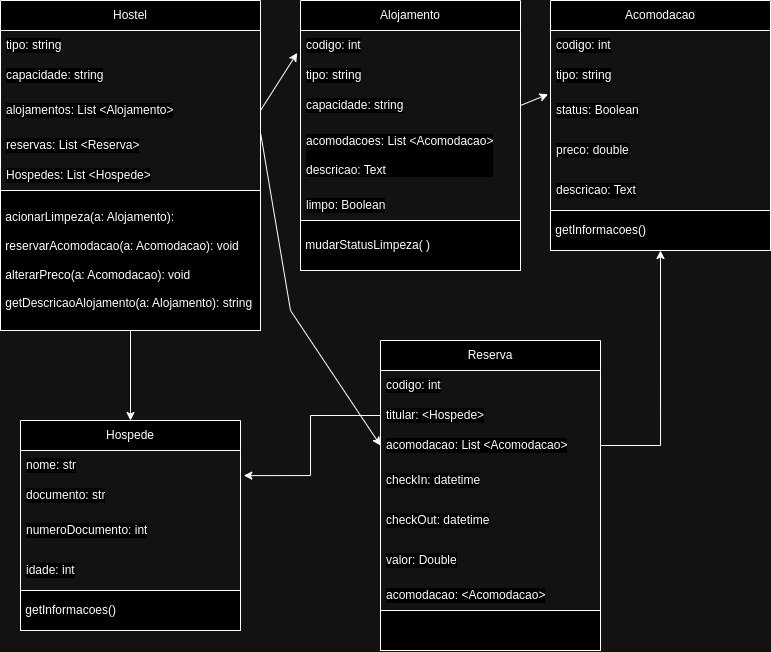 Hostel
tipo: string
capacidade: string
alojamentos: List <Alojamento>
reservas: List <Reserva>
Hospedes: List <Hospede>
acionarLimpeza(a: Alojamento):
reservarAcomodacao(a: Acomodacao): void
alterarPreco(a: Acomodacao): void
getDescricaoAlojamento(a: Alojamento): string
Alojamento
codigo: int
tipo: string
capacidade: string
acomodacoes: List <Acomodacao>
descricao: Text
limpo: Boolean
mudarStatusLimpeza( )
Acomodacao
codigo: int
tipo: string
status: Boolean
preco: double
descricao: Text
getInformacoes()
Hospede
nome: str
documento: str
numeroDocumento: int
idade: int
getInformacoes()
Reserva
codigo: int
titular: <Hospede>
acomodacao: List <Acomodacao>
checkIn: datetime
checkOut: datetime
valor: Double
acomodacao: <Acomodacao>